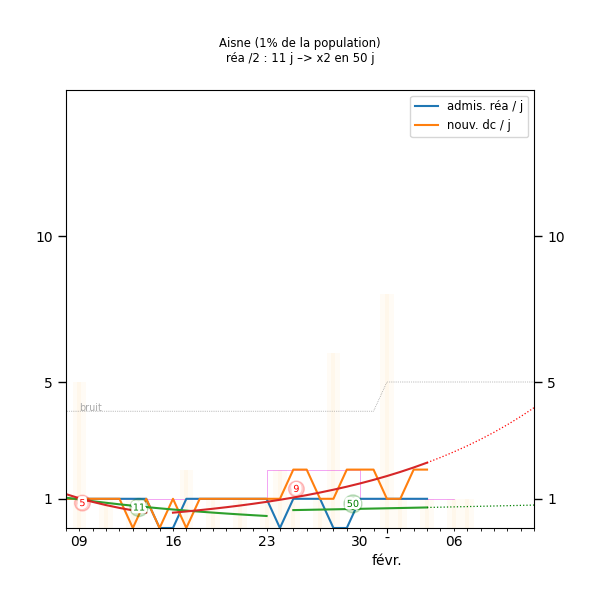 Aisne (1% de la population)
réa /2 : 11 j –> x2 en 50 j
admis. réa / j
nouv. dc / j
10 10
5 5
bruit
9
5 11 50
1 1
09 16 23 30 - 06
févr.